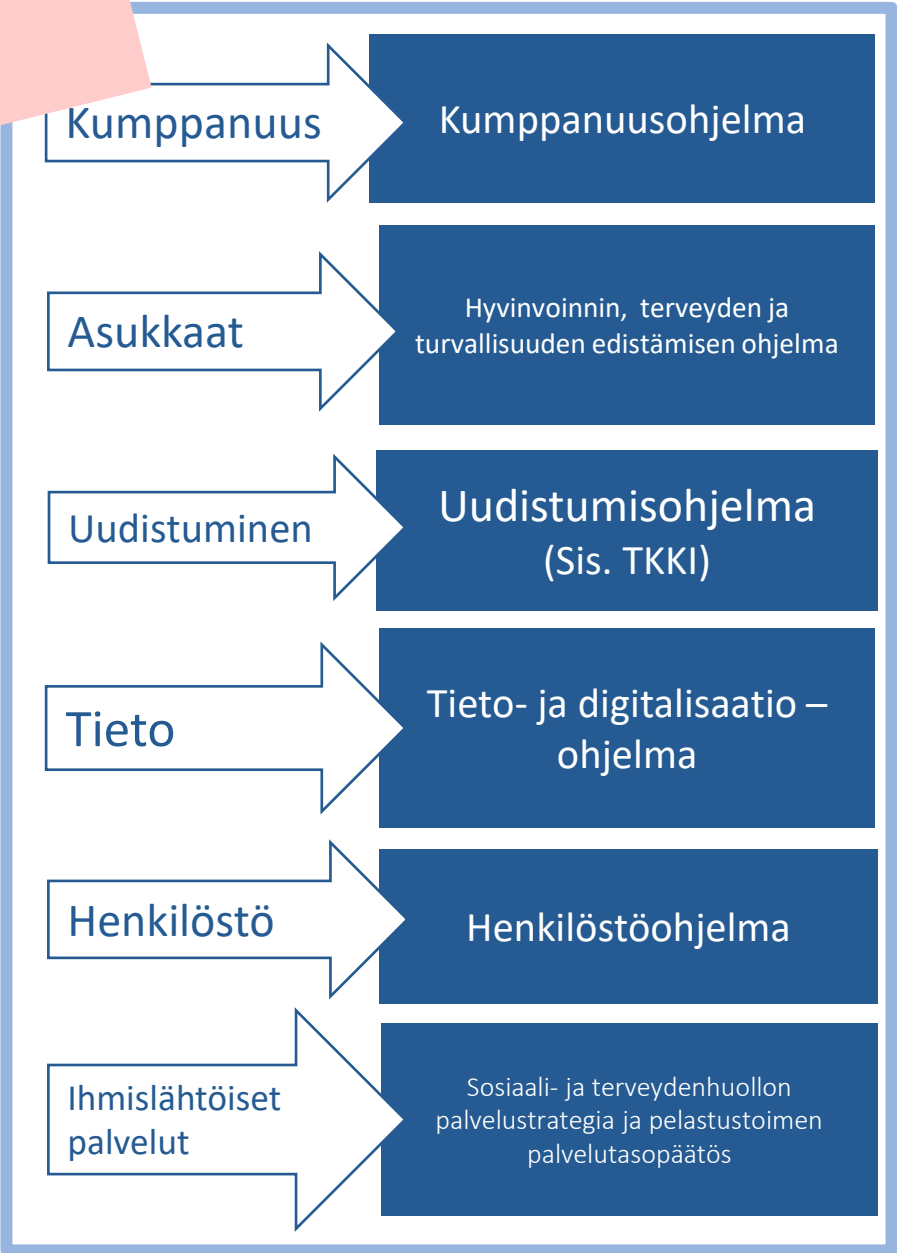 Kumppanuus
Kumppanuusohjelma
Asukkaat
Hyvinvoinnin, terveyden ja
turvallisuuden edistämisen ohjelma
Uudistuminen
Uudistumisohjelma
(Sis. TKKI)
Tieto
Tieto- ja digitalisaatio –
ohjelma
Henkilöstö
Henkilöstöohjelma
Ihmislähtöiset
palvelut
Sosiaali- ja terveydenhuollon
palvelustrategia ja pelastustoimen
palvelutasopäätös